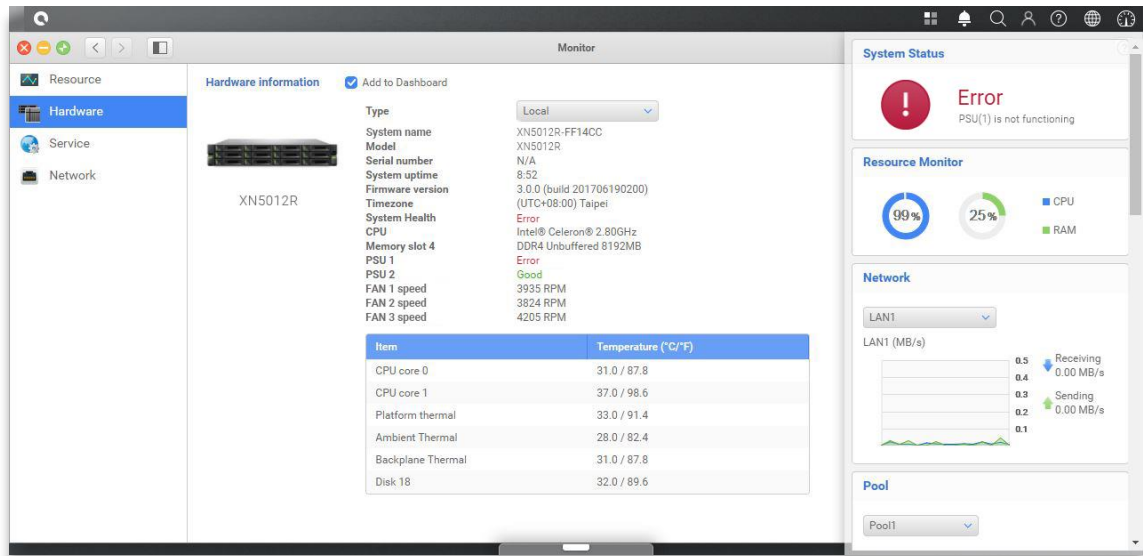 Monitor
Resource
Hardware
Service
Network
Hardware information
Add to Dashboard
XN5012R
Type Local
System name XN5012R-FF14CC
Model XN5012R
Serial number N/A
System uptime 8:52
Firmware version 3.0.0 (build 201706190200)
Timezone (UTC+08:00) Taipei
System Health Error
CPU Intel® Celeron® 2.80GHz
Memory slot 4 DDR4 Unbuffered 8192MB
PSU 1 Error
PSU 2 Good
FAN 1 speed 3935 RPM
FAN 2 speed 3824 RPM
FAN 3 speed 4205 RPM
Item Temperature (°C/°F)
CPU core 0 31.0 / 87.8
CPU core 1 37.0 / 98.6
Platform thermal 33.0 / 91.4
Ambient Thermal 28.0 / 82.4
Backplane Thermal 31.0 / 87.8
Disk 18 32.0 / 89.6
System Status
Error
PSU(1) is not functioning
Resource Monitor
99%
25%
CPU
RAM
Network
LAN1
LAN1 (MB/s)
0.5
0.4
0.3
0.2
0.1
Receiving
0.00 MB/s
Sending
0.00 MB/s
Pool
Pool1